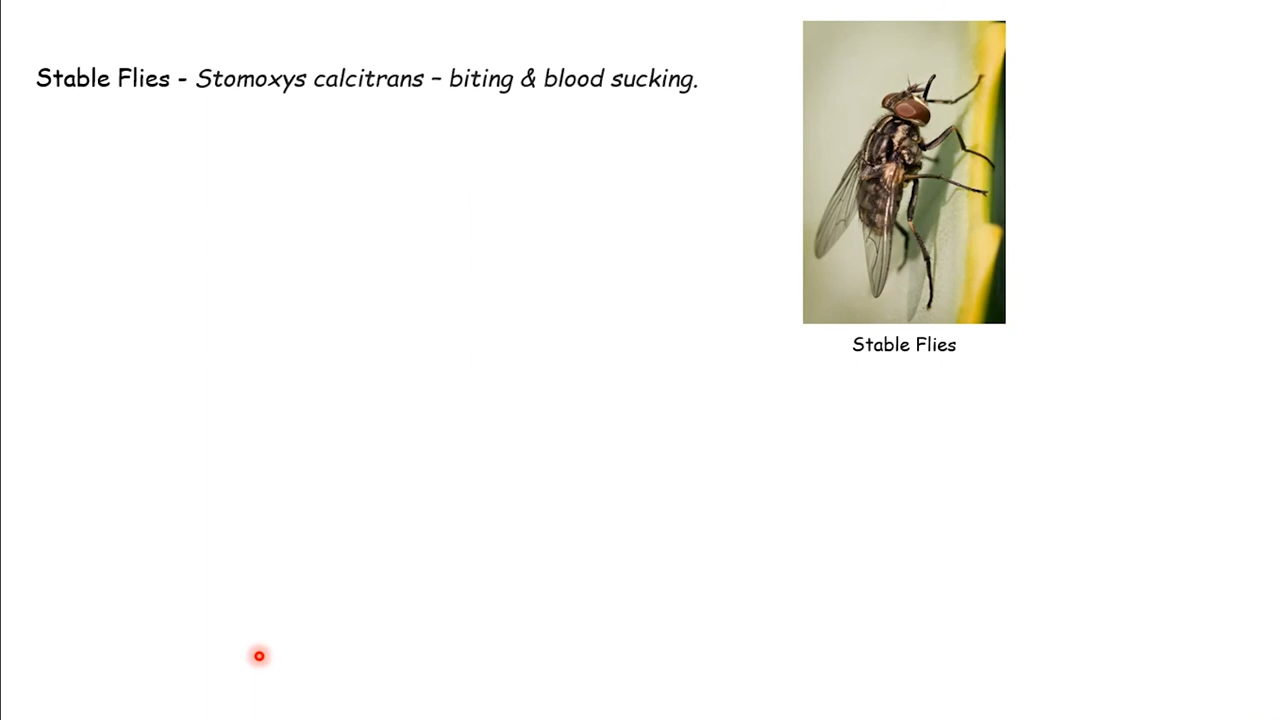 Stable Flies - Stomoxys calcitrans – biting & blood sucking.
Stable Flies